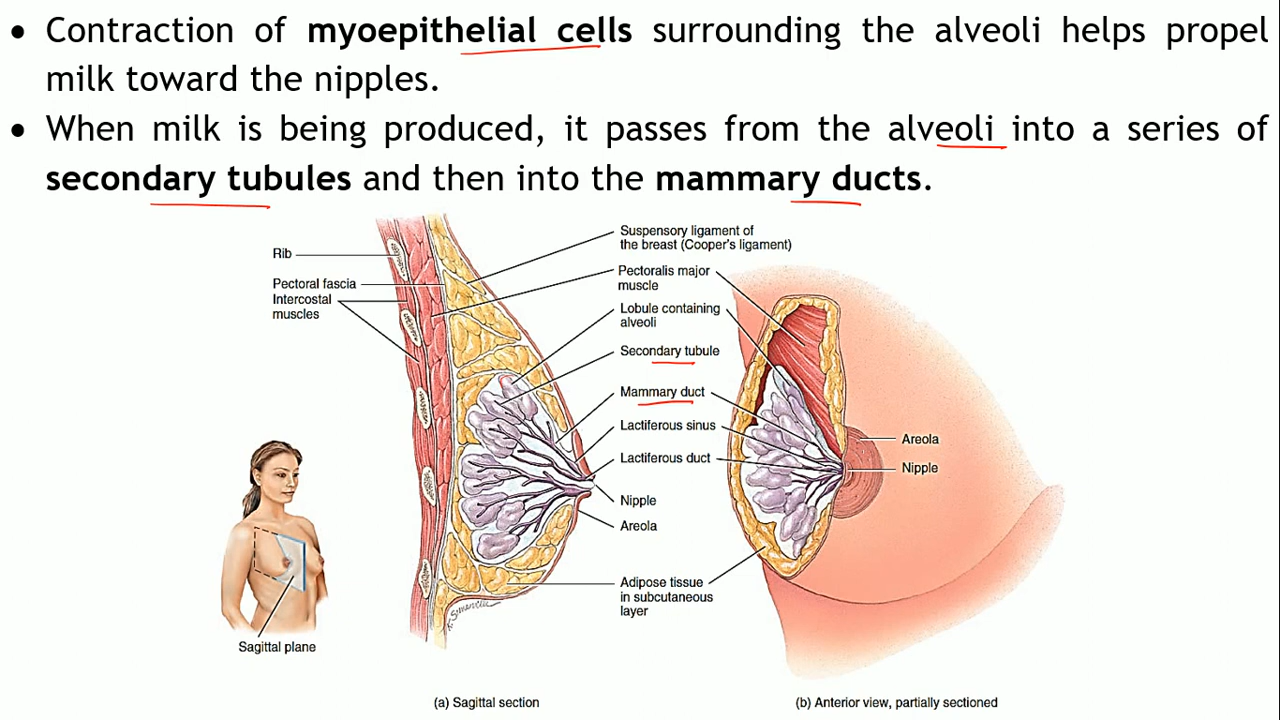 • Contraction of myoepithelial cells surrounding the alveoli helps propel
milk toward the nipples.
• When milk is being produced, it passes from the alveoli into a series of
secondary tubules and then into the mammary ducts.
Rib
Pectoral fascia
Intercostal
muscles
Suspensory ligament of
the breast (Cooper's ligament)
Pectoralis major
muscle
Lobule containing
alveoli
Secondary tubule
Mammary duct
Lactiferous sinus
Lactiferous duct
Nipple
Areola
Adipose tissue
in subcutaneous
layer
Areola
Nipple
Sagittal plane
(a) Sagittal section
(b) Anterior view, partially sectioned